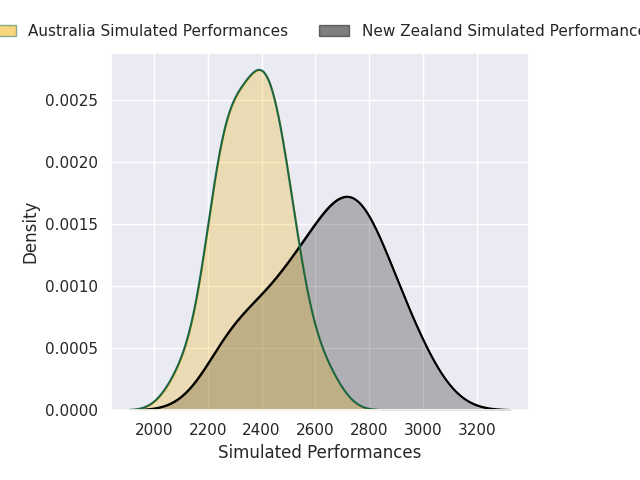 Australia Simulated Performances New Zealand Simulated Performance
0.0025
0.0020
0.0015
0.0010
0.0005
0.0000
Density
2000 2200 2400 2600 2800 3000 3200
Simulated Performances